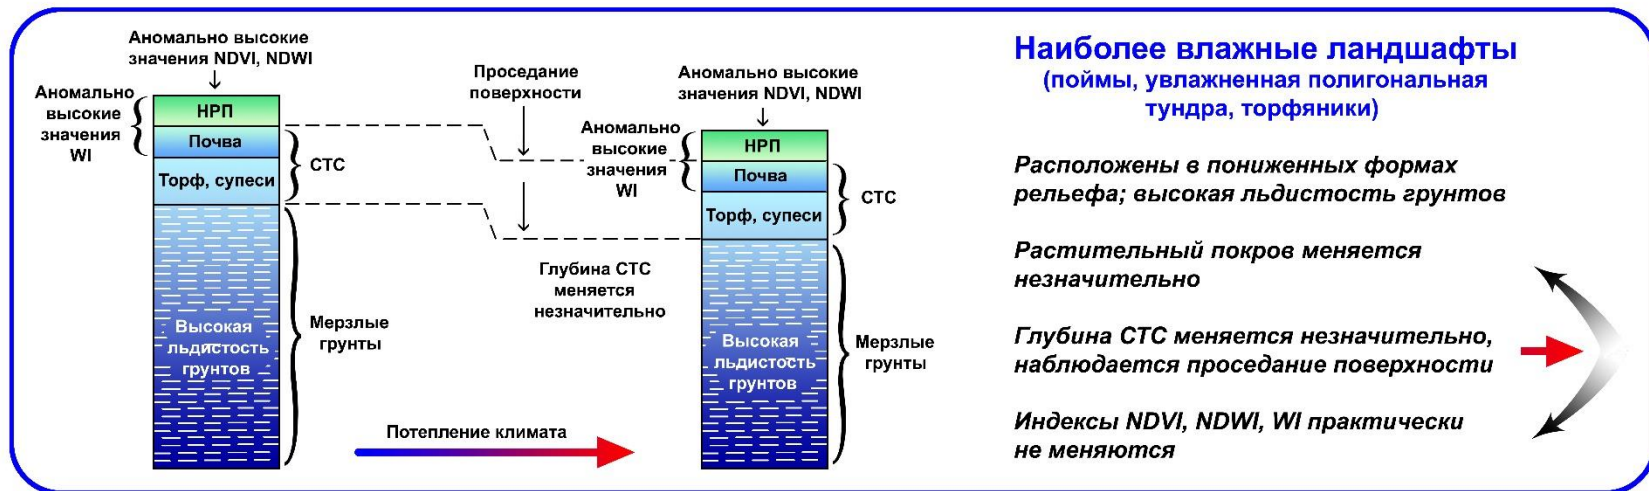 Аномально высокие
значения NDVI, NDWI
Аномально
высокие
значения
WI
НРП
Почва
Торф, супеси
СТС
Высокая
льдистость
грунтов
Мерзлые
грунты
Проседание
поверхности
Глубина СТС
меняется
незначительно
Потепление климата
Аномально высокие
значения NDVI, NDWI
Аномально
высокие
значения
WI
НРП
Почва
Торф, супеси
СТС
Высокая
льдистость
грунтов
Мерзлые
грунты
Наиболее влажные ландшафты
(поймы, увлажненная полигональная
тундра, торфяники)
Расположены в пониженных формах
рельефа; высокая льдистость грунтов
Растительный покров меняется
незначительно
Глубина СТС меняется незначительно,
наблюдается проседание поверхности
Индексы NDVI, NDWI, WI практически
не меняются